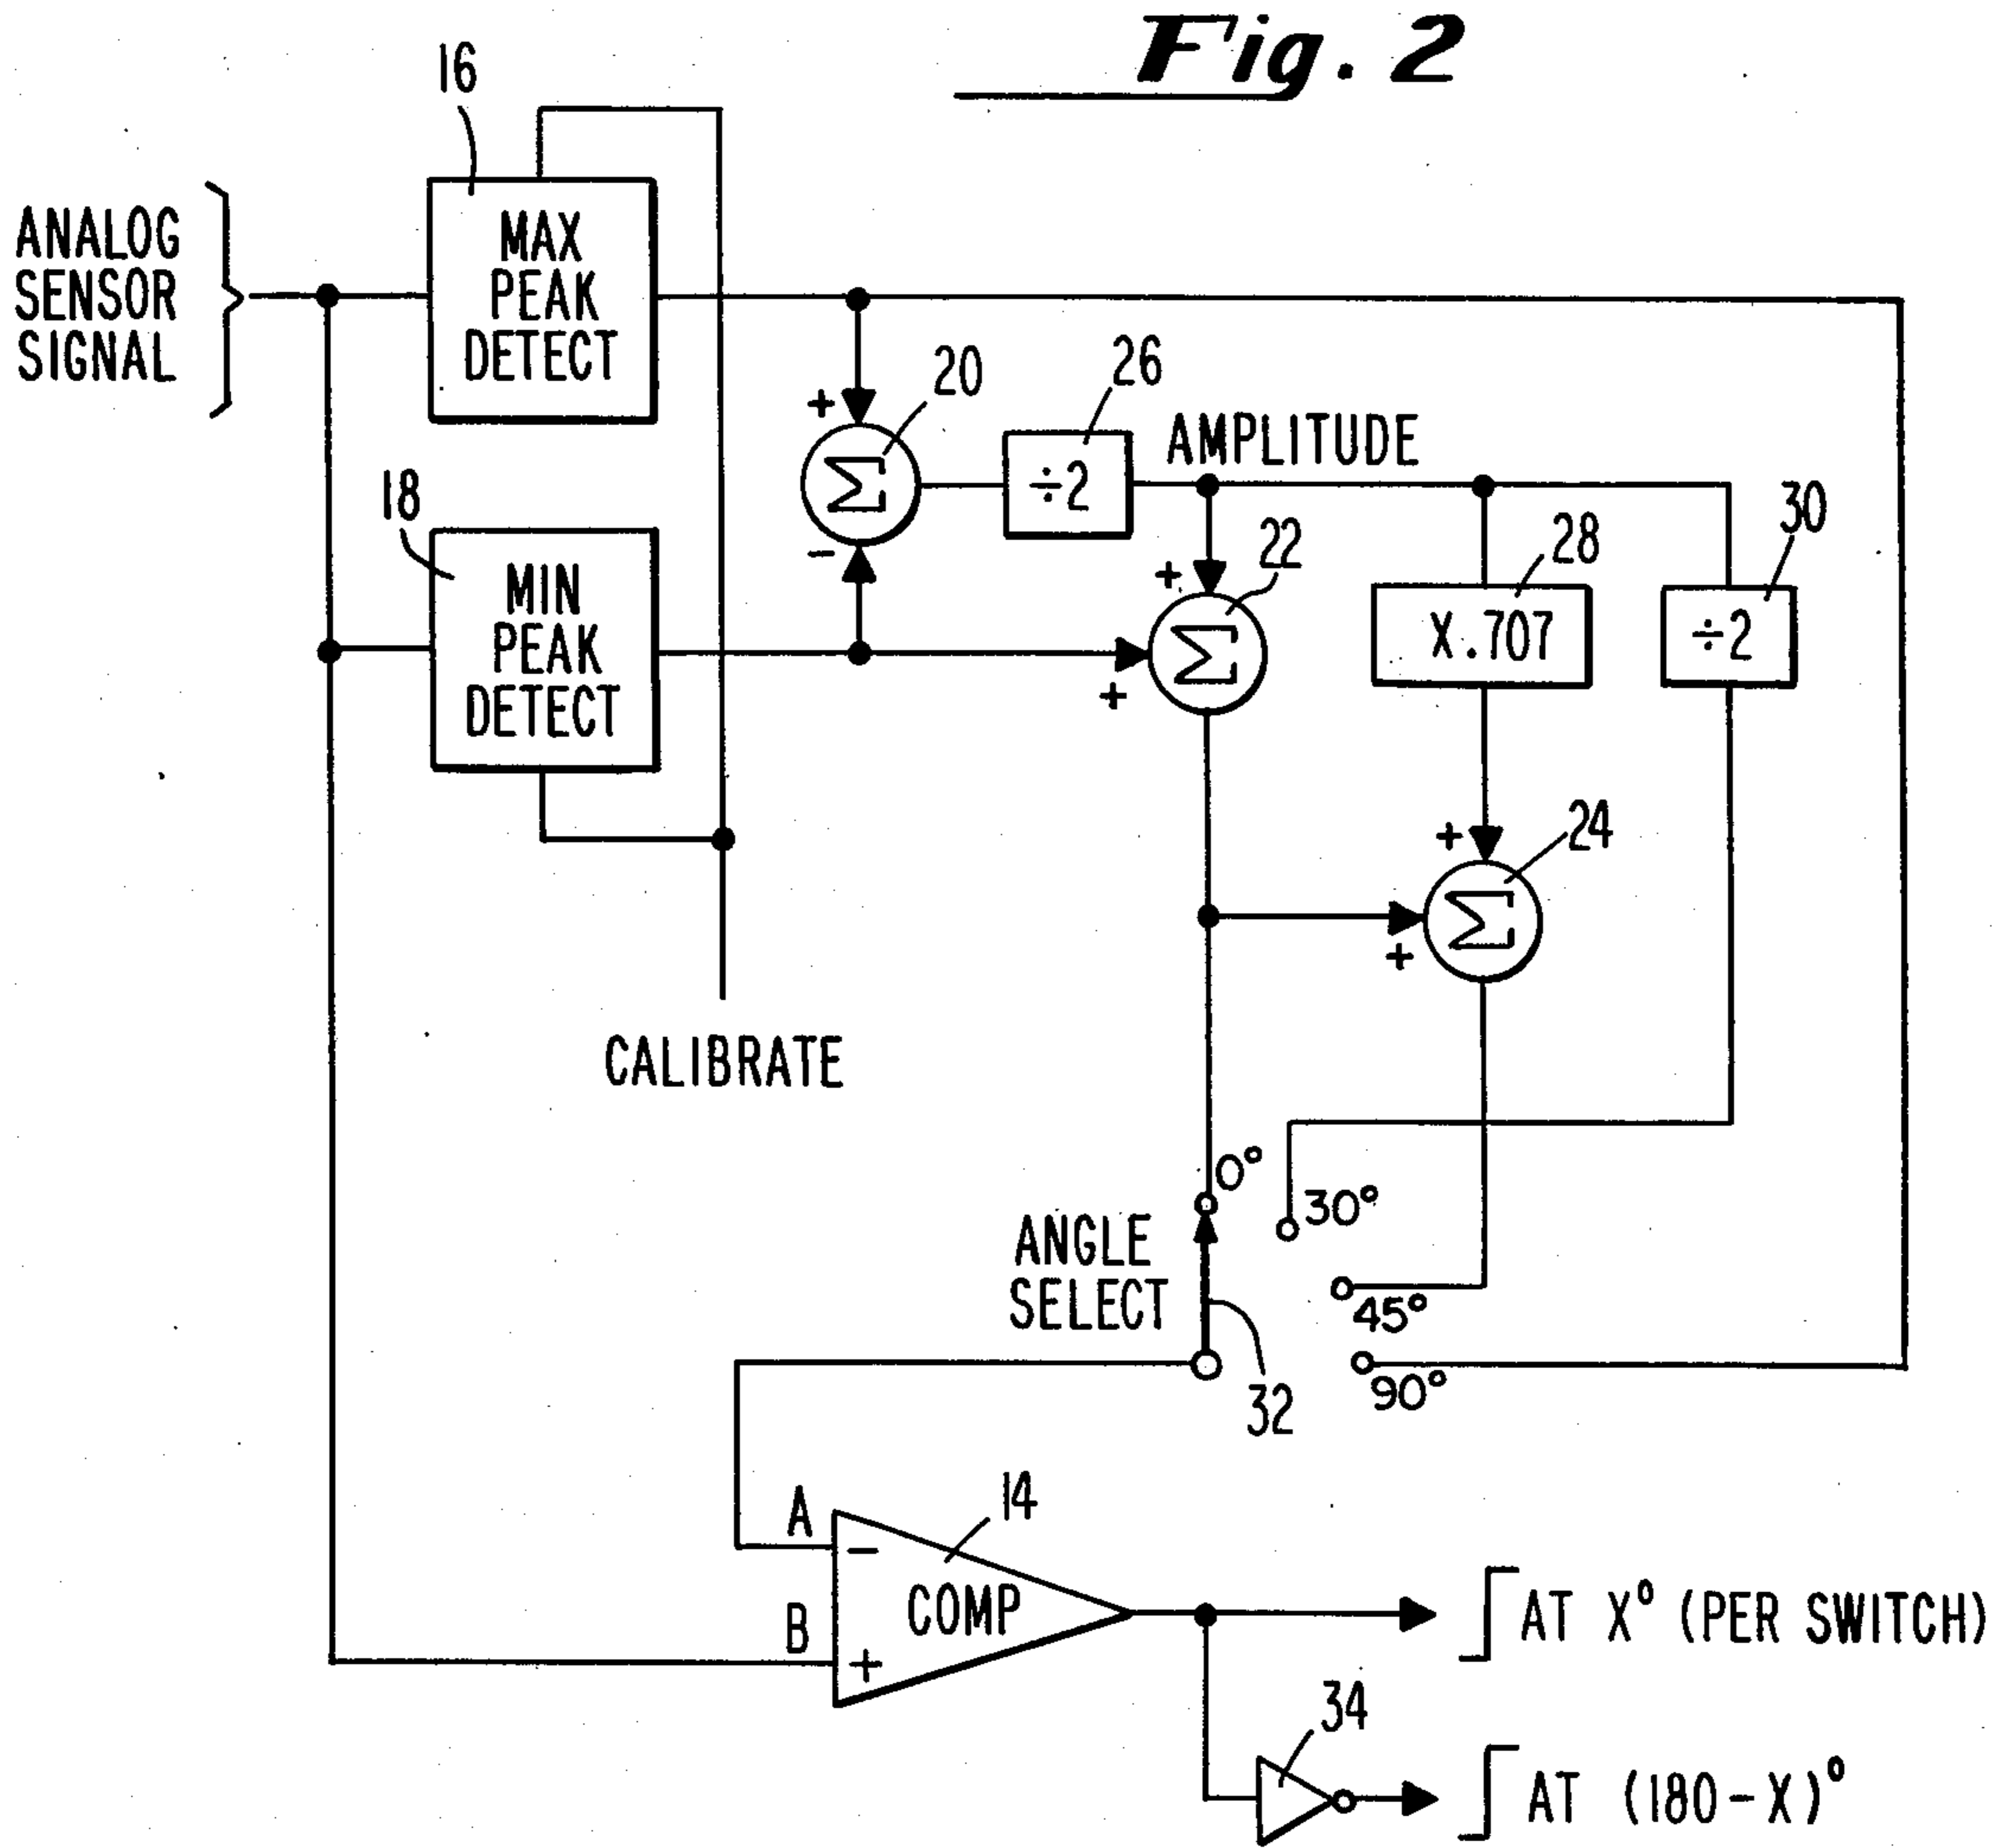 Fig. 2
16
ANALOG
SENSOR
SIGNAL
MAX
PEAK
DETECT
20
26
+
Σ
-
÷2
AMPLITUDE
18
MIN
PEAK
DETECT
22
+
Σ
+
28
X.707
30
÷2
24
+
Σ
+
CALIBRATE
0°
30°
45°
90°
ANGLE
SELECT
32
14
A
−
COMP
B
+
AT X° (PER SWITCH)
34
AT (180-X)°